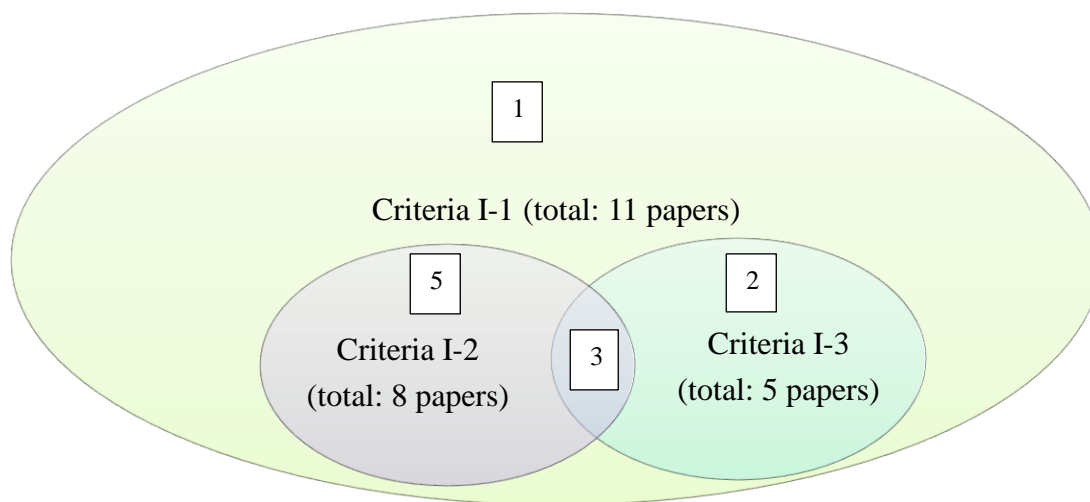 1
Criteria I-1 (total: 11 papers)
5
2
Criteria I-2
(total: 8 papers)
3
Criteria I-3
(total: 5 papers)